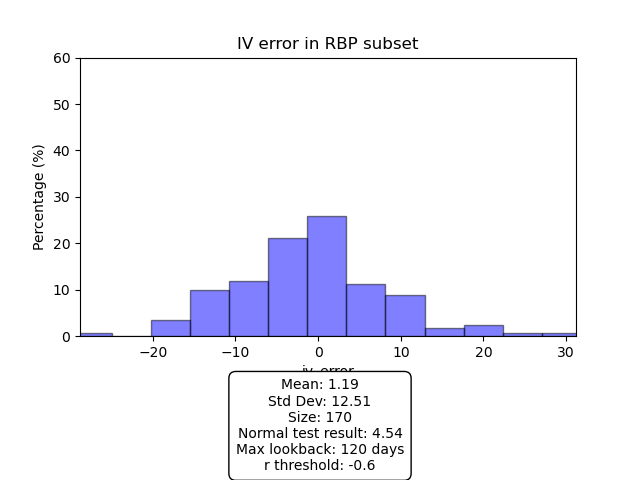 IV error in RBP subset
Percentage (%)
60
50
40
30
20
10
0
−20
−10
0
10
20
30
iv_error
Mean: 1.19
Std Dev: 12.51
Size: 170
Normal test result: 4.54
Max lookback: 120 days
r threshold: -0.6